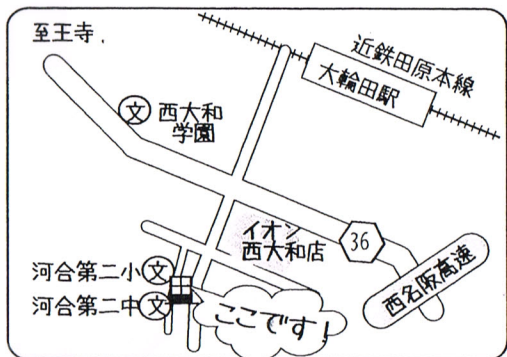 至王寺
近鉄田原本線
大輪田駅
文
西大和
学園
イオン
西大和店
36
西名阪高速
河合第二小
文
河合第二中
文
ここです!